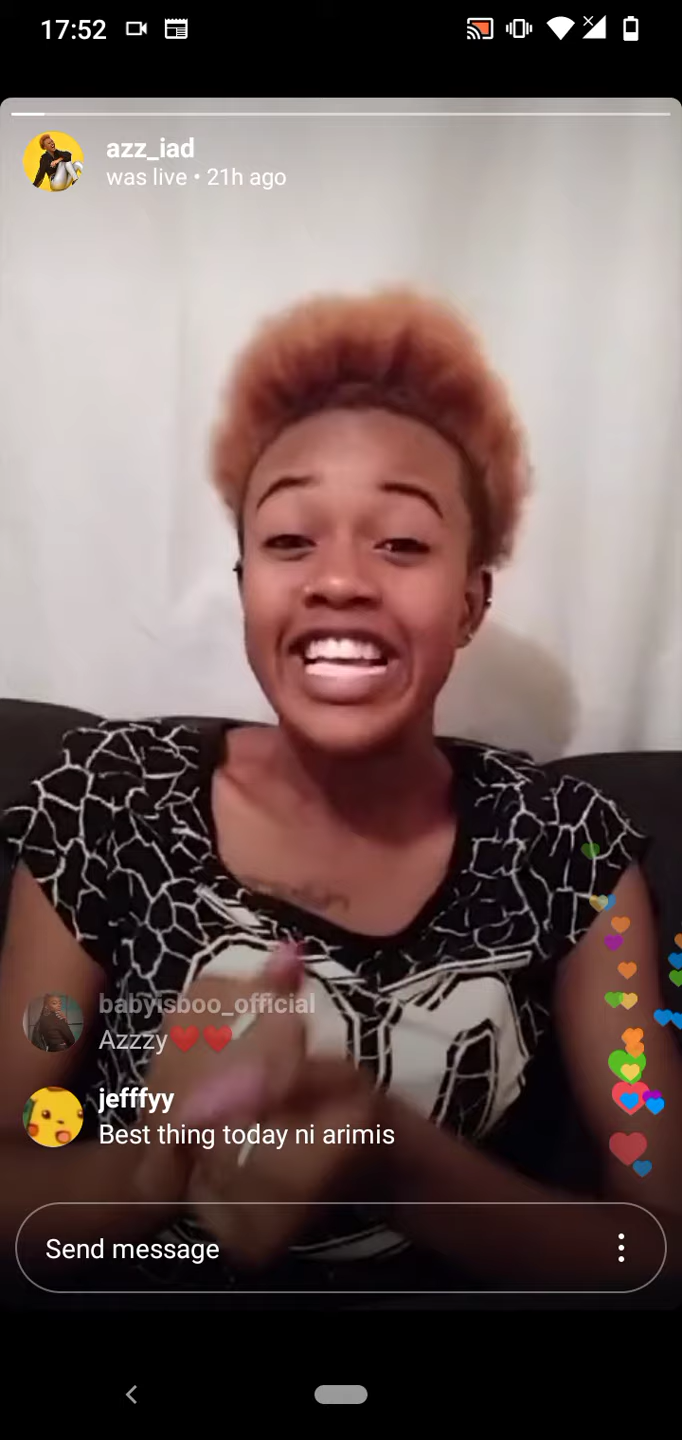 17:52
azz_iad
was live • 21h ago
babyisboo_official
Azzzy❤️❤️
jefffyy
Best thing today ni arimis
Send message